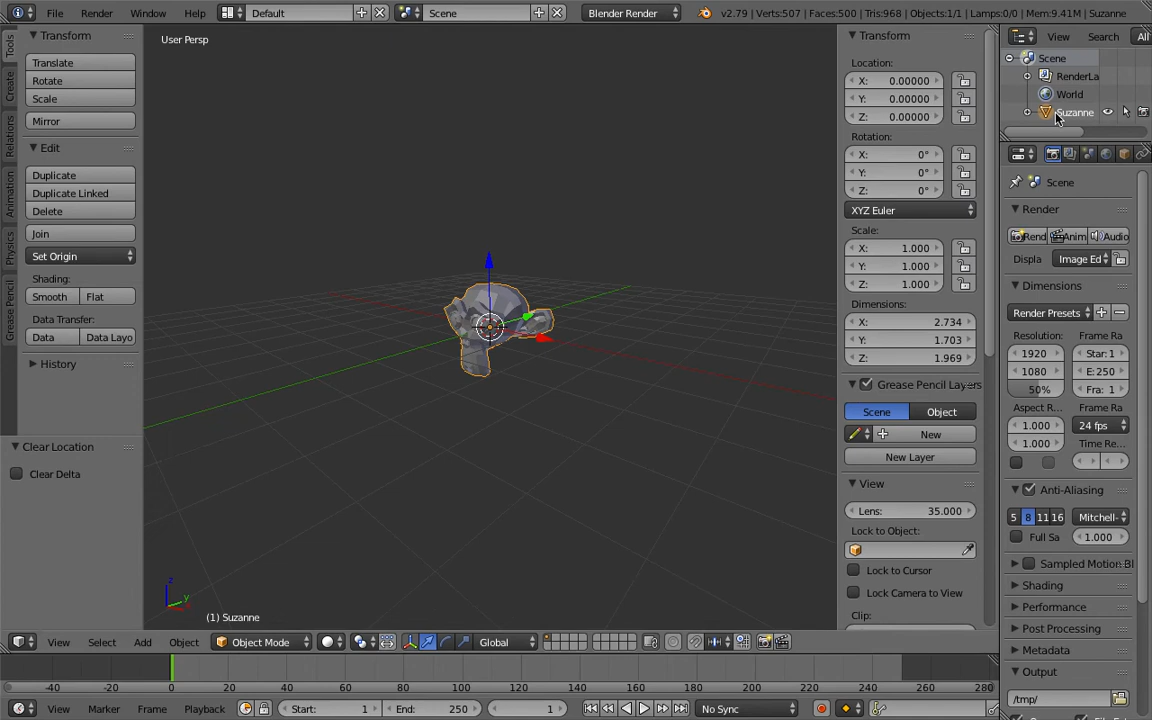 File Render Window Help Default Scene Blender Render v2.79 | Verts:507 | Faces:500 | Tris:968 | Objects:1/1 | Lamps:0/0 | Mem:9.41M | Suzanne
Tools
Create
Relations
Animation
Physics
Grease Pencil
Transform
Translate
Rotate
Scale
Mirror
Edit
Duplicate
Duplicate Linked
Delete
Join
Set Origin
Shading:
Smooth Flat
Data Transfer:
Data Data Layo
History
Clear Location
Clear Delta
User Persp
(1) Suzanne
z
y
x
Transform
Location:
X: 0.00000
Y: 0.00000
Z: 0.00000
Rotation:
X: 0°
Y: 0°
Z: 0°
XYZ Euler
Scale:
X: 1.000
Y: 1.000
Z: 1.000
Dimensions:
X: 2.734
Y: 1.703
Z: 1.969
Grease Pencil Layers
Scene Object
New
New Layer
View
Lens: 35.000
Lock to Object:
Lock to Cursor
Lock Camera to View
Clip:
View Search All
Scene
RenderLa
World
Suzanne
Scene
Render
Rend Anim Audio
Displa Image Ed
Dimensions
Render Presets
Resolution: Frame Ra
1920 Star: 1
1080 E: 250
50% Fra: 1
Aspect R... Frame Ra
1.000 24 fps
1.000 Time Re...
Anti-Aliasing
5 8 11 16 Mitchell-
Full Sa 1.000
Sampled Motion Bl
Shading
Performance
Post Processing
Metadata
Output
/tmp/
View Select Add Object Object Mode Global
-40 -20 0 20 40 60 80 100 120 140 160 180 200 220 240 260 280
View Marker Frame Playback Start: 1 End: 250 1 No Sync